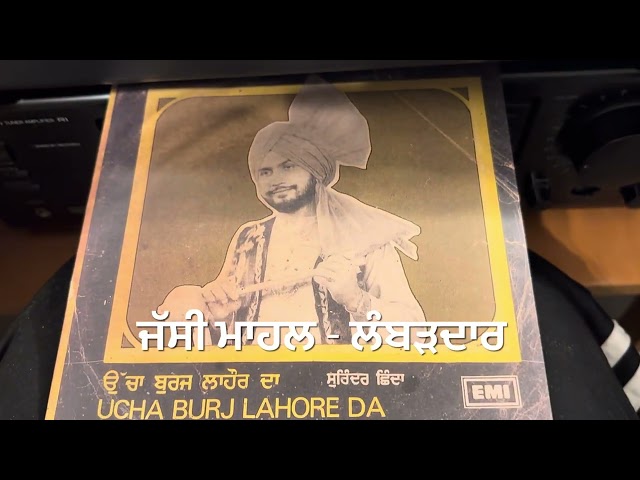 ਜੱਸੀ ਮਾਹਲ - ਲੰਬੜਦਾਰ
ਉੱਚਾ ਬੁਰਜ ਲਾਹੌਰ ਦਾ ਸੁਰਿੰਦਰ ਛਿੰਦਾ
EMI
UCHA BURJ LAHORE DA